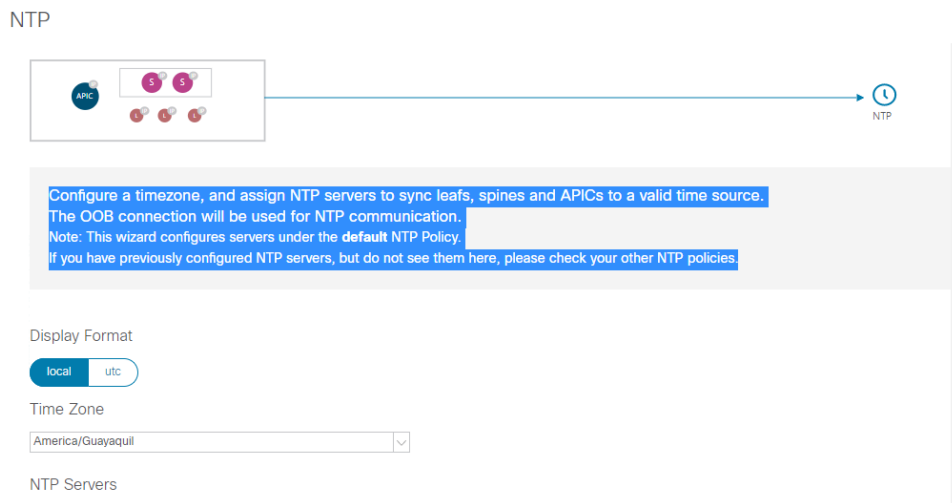 NTP
APIC
S S
L L L
NTP
Configure a timezone, and assign NTP servers to sync leafs, spines and APICs to a valid time source.
The OOB connection will be used for NTP communication.
Note: This wizard configures servers under the default NTP Policy.
If you have previously configured NTP servers, but do not see them here, please check your other NTP policies.
Display Format
local utc
Time Zone
America/Guayaquil
NTP Servers